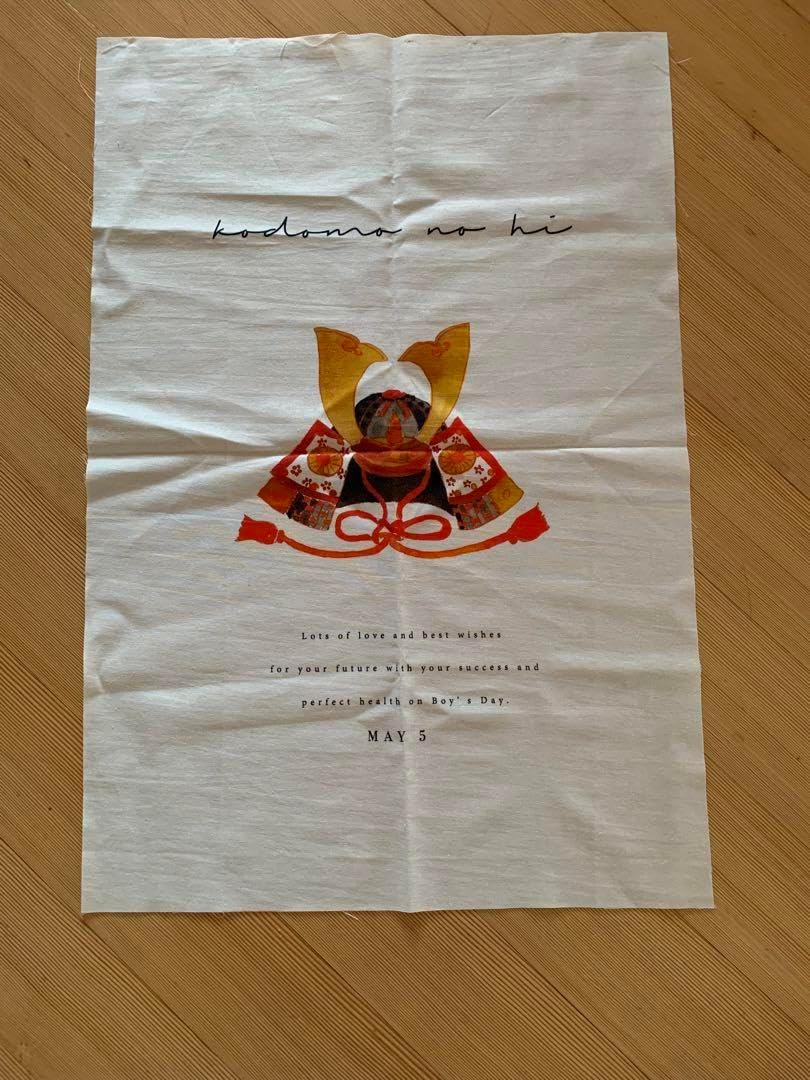 kodomo no hi
Lots of love and best wishes
for your future with your success and
perfect health on Boy's Day.
MAY 5